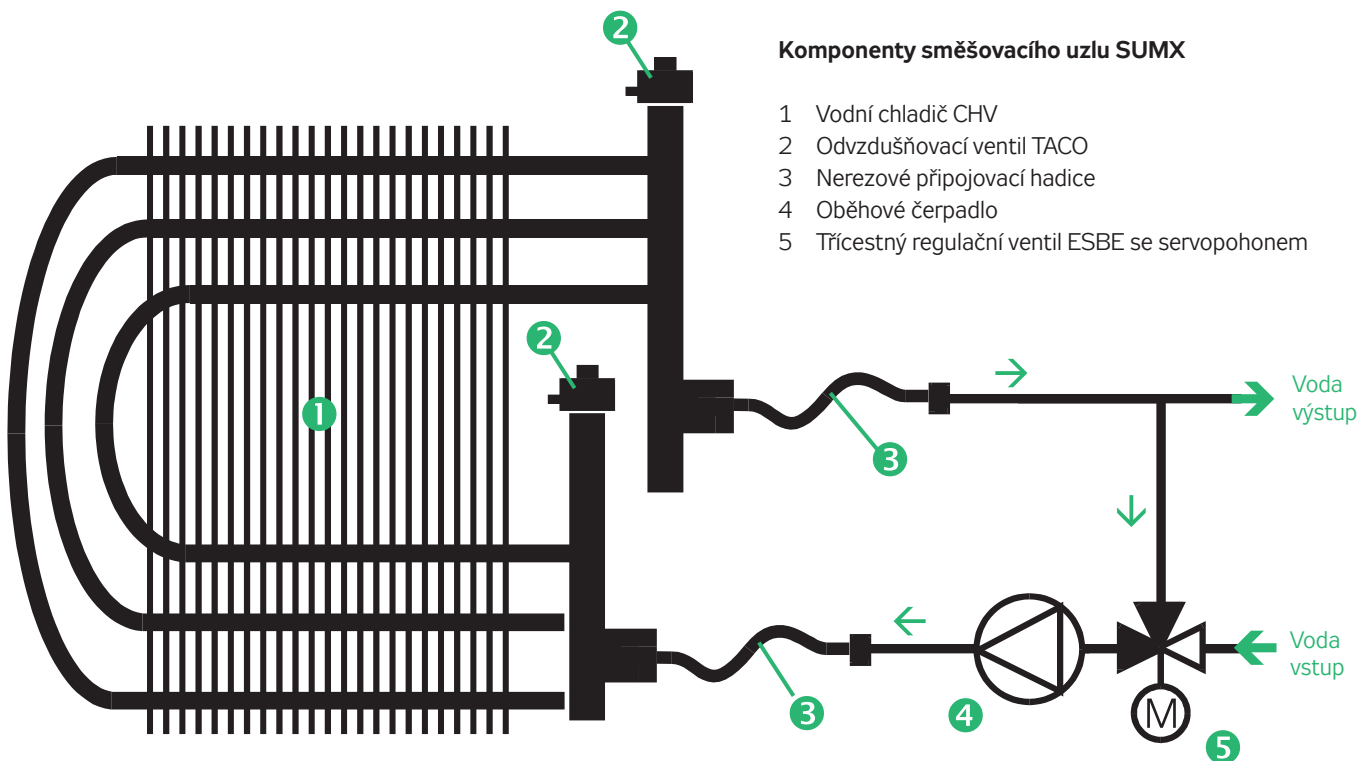 Komponenty směšovacího uzlu SUMX
1 Vodní chladič CHV
2 Odvzdušňovací ventil TACO
3 Nerezové připojovací hadice
4 Oběhové čerpadlo
5 Třícestný regulační ventil ESBE se servopohonem
2
2
1
3
Voda
výstup
3
4
M
5
Voda
vstup